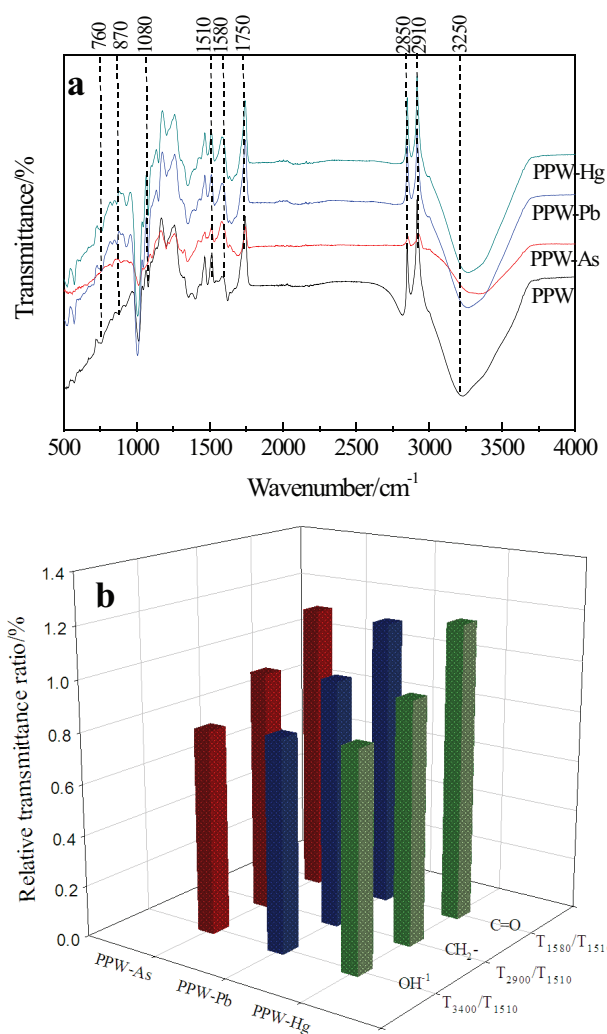 760 870 1080 1510 1580 1750 2850 2910 3250
a
Transmittance/%
PPW-Hg
PPW-Pb
PPW-As
PPW
500 1000 1500 2000 2500 3000 3500 4000
Wavenumber/cm-1
b
Relative tramsmittance ratio/%
1.4
1.2
1.0
0.8
0.6
0.4
0.2
0.0
PPW-As
PPW-Pb
PPW-Hg
OH-1
CH2-
C=O
T3400/T1510
T2900/T1510
T1580/T151